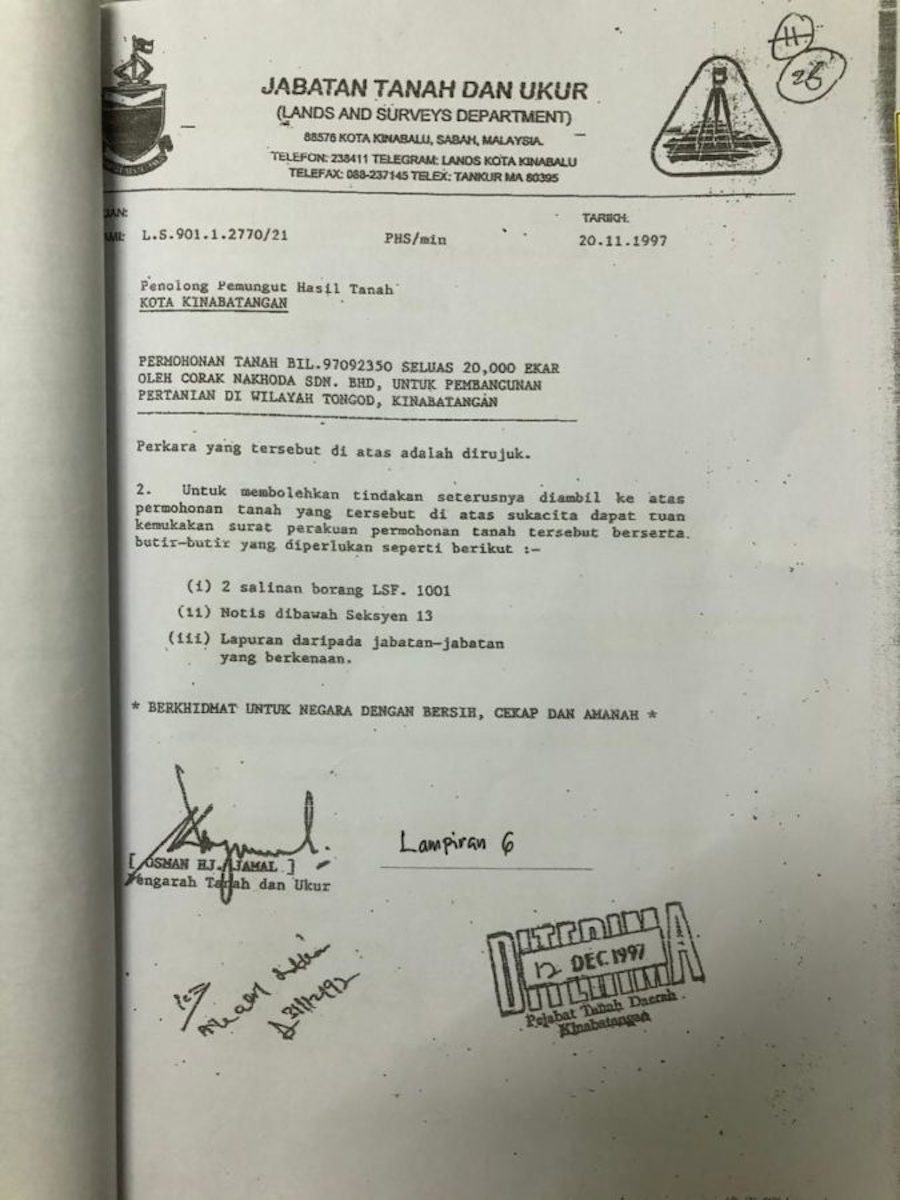 11
26
JABATAN TANAH DAN UKUR
(LANDS AND SURVEYS DEPARTMENT)
88576 KOTA KINABALU, SABAH, MALAYSIA.
TELEFON: 238411 TELEGRAM: LANDS KOTA KINABALU
TELEFAX: 088-237145 TELEX: TANKUR MA 80395
TARIKH:
L.S.901.1.2770/21 PHS/min 20.11.1997
Penolong Pemungut Hasil Tanah
KOTA KINABATANGAN
PERMOHONAN TANAH BIL.97092350 SELUAS 20,000 EKAR
OLEH CORAK NAKHODA SDN. BHD, UNTUK PEMBANGUNAN
PERTANIAN DI WILAYAH TONGOD, KINABATANGAN
Perkara yang tersebut di atas adalah dirujuk.
2. Untuk membolehkan tindakan seterusnya diambil ke atas
permohonan tanah yang tersebut di atas sukacita dapat tuan
kemukakan surat perakuan permohonan tanah tersebut berserta
butir-butir yang diperlukan seperti berikut :-
(i) 2 salinan borang LSF. 1001
(ii) Notis dibawah Seksyen 13
(iii) Lapuran daripada jabatan-jabatan
yang berkenaan.
* BERKHIDMAT UNTUK NEGARA DENGAN BERSIH, CEKAP DAN AMANAH *
Lampiran 6
[ OSMAN HJ. JAMAL ]
Pengarah Tanah dan Ukur
DITERIMA
12 DEC 1997
DITERIMA
Pejabat Tanah Daerah
Kinabatangan